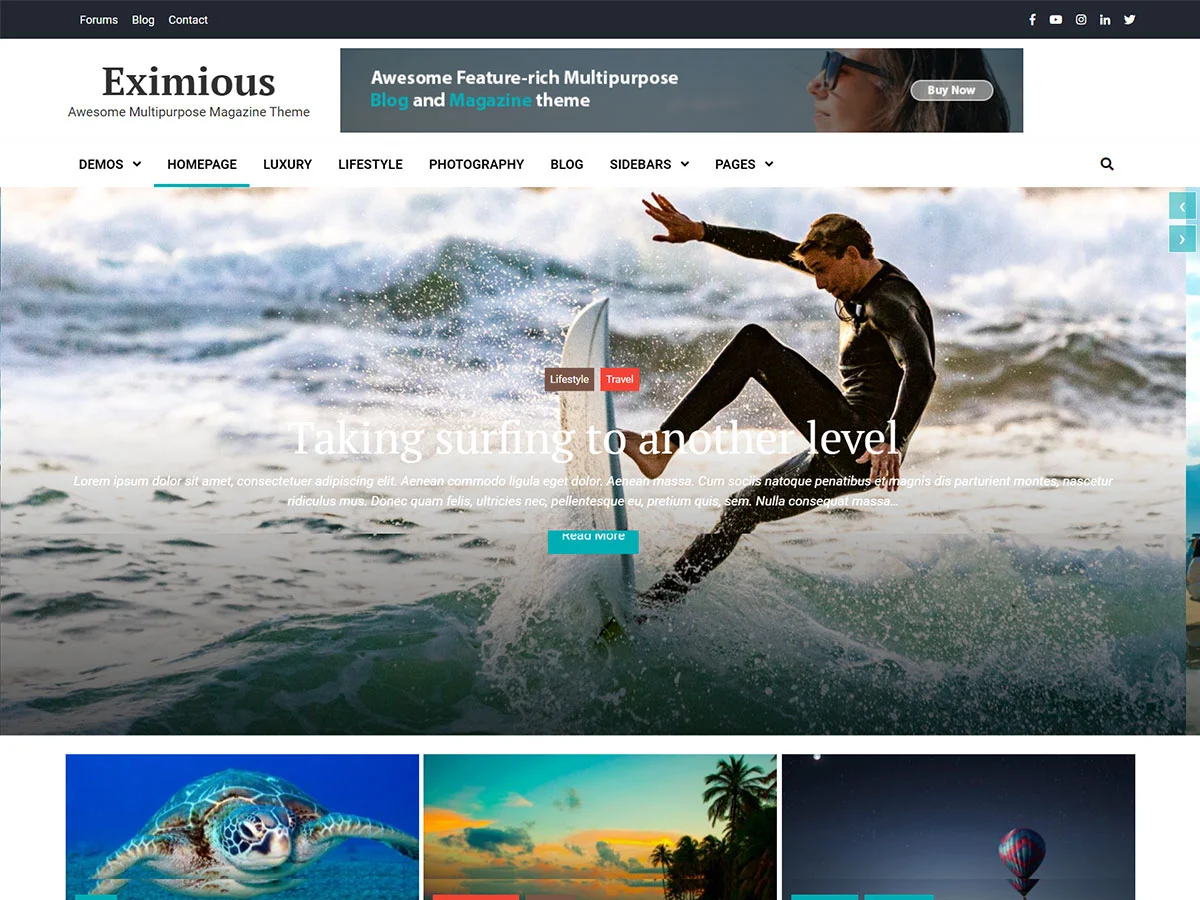 Forums Blog Contact
Eximious
Awesome Multipurpose Magazine Theme
Awesome Feature-rich Multipurpose
Blog and Magazine theme
Buy Now
DEMOS HOMEPAGE LUXURY LIFESTYLE PHOTOGRAPHY BLOG SIDEBARS PAGES
Lifestyle Travel
Taking surfing to another level
Lorem ipsum dolor sit amet, consectetuer adipiscing elit. Aenean commodo ligula eget dolor. Aenean massa. Cum sociis natoque penatibus et magnis dis parturient montes, nascetur
ridiculus mus. Donec quam felis, ultricies nec, pellentesque eu, pretium quis, sem. Nulla consequat massa...
Read More